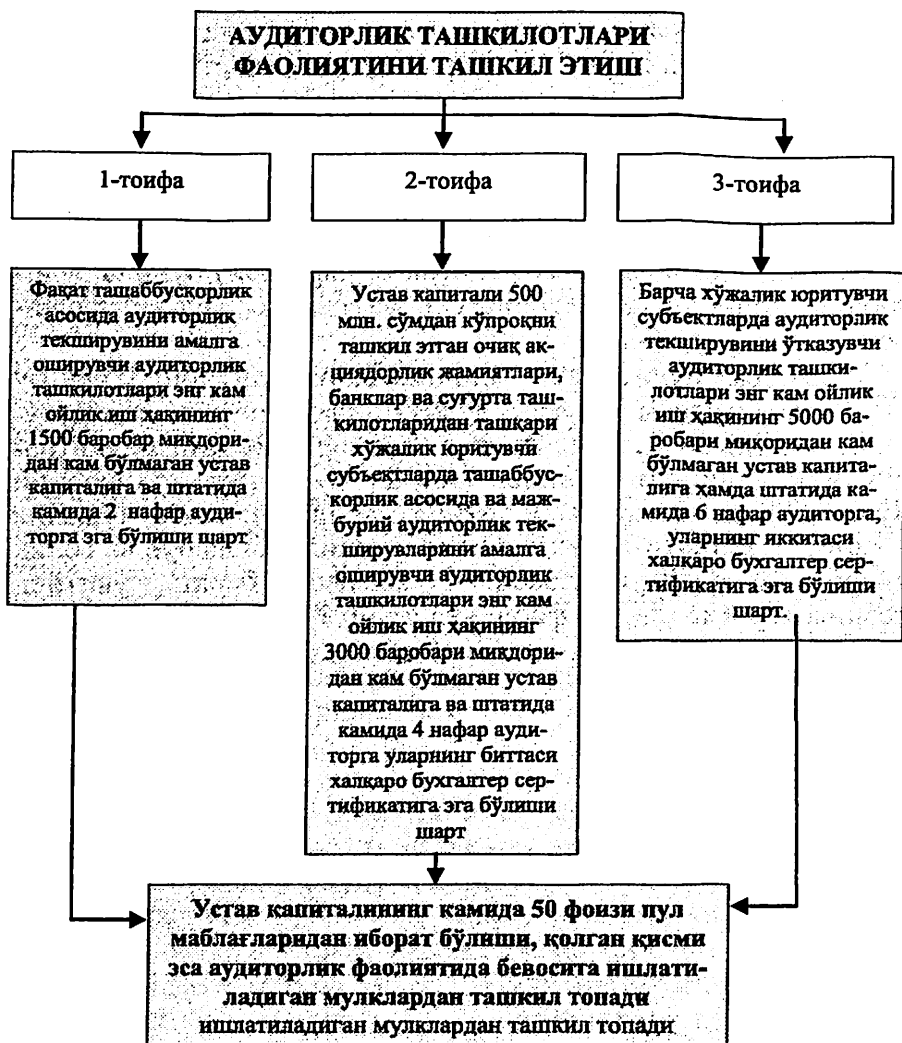 АУДИТОРЛИК ТАШКИЛОТЛАРИ
ФАОЛИЯТИНИ ТАШКИЛ ЭТИШ
1-тоифа
2-тоифа
3-тоифа
Фақат ташаббускорлик
асосида аудиторлик
текширувини амалга
оширувчи аудиторлик
ташкилотлари энг кам
ойлик иш ҳақининг
1500 баробар миқдори-
дан кам бўлмаган устав
капиталига ва штатида
камида 2 нафар ауди-
торга эга бўлиши шарт
Устав капитали 500
млн. сўмдан кўпроқни
ташкил этган очиқ ак-
циядорлик жамиятлари,
банклар ва суғурта таш-
килотларидан ташқари
хўжалик юритувчи
субъектларда ташаббус-
корлик асосида ва маж-
бурий аудиторлик тек-
ширувларини амалга
оширувчи аудиторлик
ташкилотлари энг кам
ойлик иш ҳақининг
3000 баробари миқдори-
дан кам бўлмаган устав
капиталига ва штатида
камида 4 нафар ауди-
торга уларнинг биттаси
халқаро бухгалтер сер-
тификатига эга бўлиши
шарт
Барча хўжалик юритувчи
субъектларда аудиторлик
текширувини ўтказувчи
аудиторлик ташки-
лотлари энг кам ойлик
иш ҳақининг 5000 ба-
робари миқоридан кам
бўлмаган устав капита-
лига ҳамда штатида ка-
мида 6 нафар аудиторга,
уларнинг иккитаси
халқаро бухгалтер сер-
тификатига эга бўлиши
шарт.
Устав капиталининг камида 50 фоизи пул
маблағларидан иборат бўлиши, қолган қисми
эса аудиторлик фаолиятида бевосита ишлати-
ладиган мулклардан ташкил топади
ишлатиладиган мулклардан ташкил топади